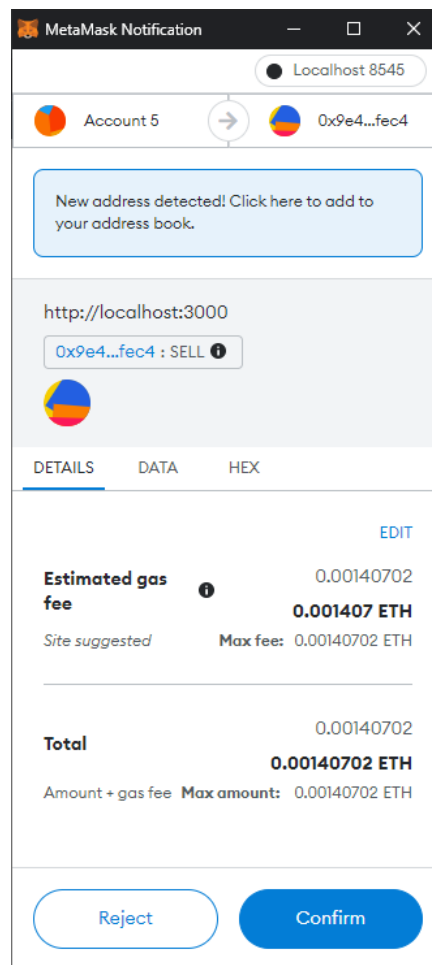 MetaMask Notification
Localhost 8545
Account 5
0x9e4...fec4
New address detected! Click here to add to
your address book.
http://localhost:3000
0x9e4...fec4 : SELL
DETAILS DATA HEX
EDIT
Estimated gas
fee
0.00140702
0.001407 ETH
Site suggested Max fee: 0.00140702 ETH
Total
0.00140702
0.00140702 ETH
Amount + gas fee Max amount: 0.00140702 ETH
Reject Confirm